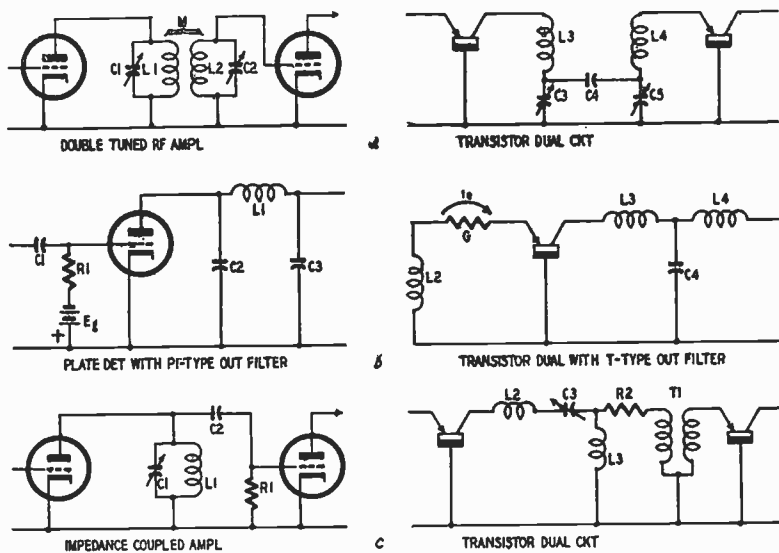 M
C1 L1 L2 C2
DOUBLE TUNED RF AMPL
a
L3 L4
C3 C4 C5
TRANSISTOR DUAL CKT
C1 R1 Eg + C2 L1 C3
PLATE DET WITH PI-TYPE OUT FILTER
b
L2 G L3 L4 C4
TRANSISTOR DUAL WITH T-TYPE OUT FILTER
C1 L1 C2 R1
IMPEDANCE COUPLED AMPL
c
L2 C3 R2 T1
L3
TRANSISTOR DUAL CKT